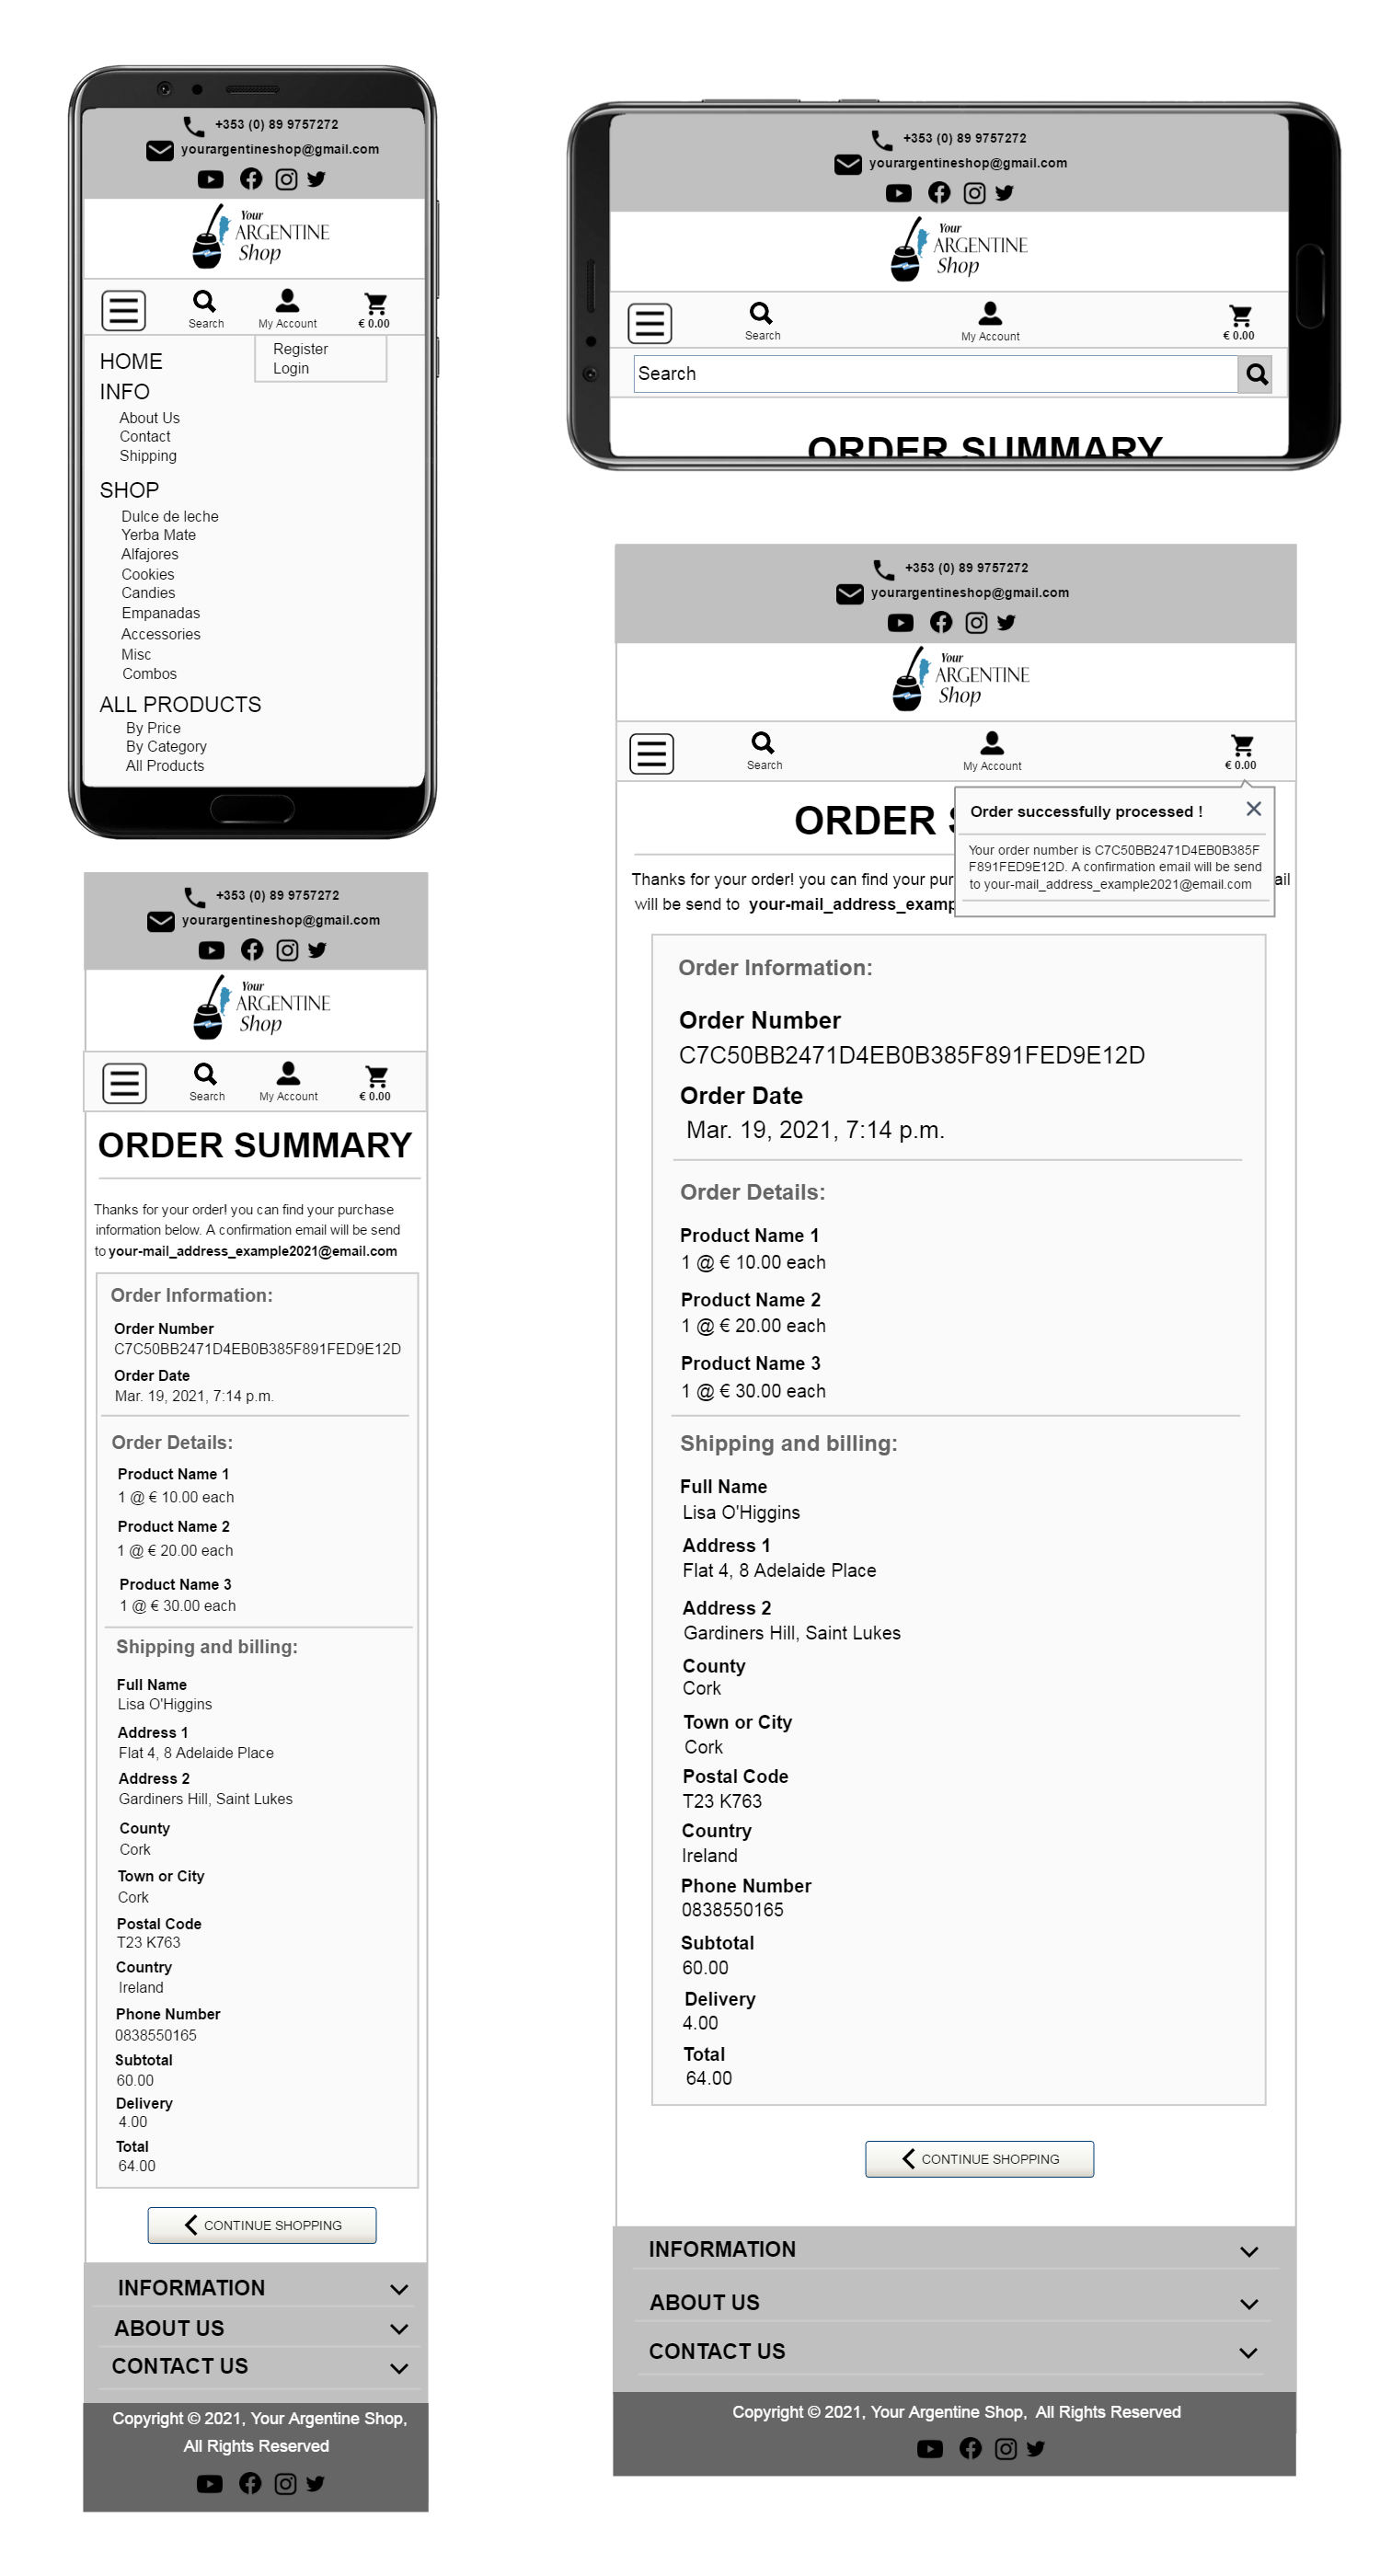 +353 (0) 89 9757272
yourargentineshop@gmail.com
Your
ARGENTINE
Shop
Search
My Account
€ 0.00
Register
Login
HOME
INFO
About Us
Contact
Shipping
SHOP
Dulce de leche
Yerba Mate
Alfajores
Cookies
Candies
Empanadas
Accessories
Misc
Combos
ALL PRODUCTS
By Price
By Category
All Products
+353 (0) 89 9757272
yourargentineshop@gmail.com
Your
ARGENTINE
Shop
Search
My Account
€ 0.00
Search
ORDER SUMMARY
+353 (0) 89 9757272
yourargentineshop@gmail.com
Your
ARGENTINE
Shop
Search
My Account
€ 0.00
ORDER SUMMARY
Thanks for your order! you can find your purchase
information below. A confirmation email will be send
to your-mail_address_example2021@email.com
Order Information:
Order Number
C7C50BB2471D4EB0B385F891FED9E12D
Order Date
Mar. 19, 2021, 7:14 p.m.
Order Details:
Product Name 1
1 @ € 10.00 each
Product Name 2
1 @ € 20.00 each
Product Name 3
1 @ € 30.00 each
Shipping and billing:
Full Name
Lisa O'Higgins
Address 1
Flat 4, 8 Adelaide Place
Address 2
Gardiners Hill, Saint Lukes
County
Cork
Town or City
Cork
Postal Code
T23 K763
Country
Ireland
Phone Number
0838550165
Subtotal
60.00
Delivery
4.00
Total
64.00
CONTINUE SHOPPING
INFORMATION
ABOUT US
CONTACT US
Copyright © 2021, Your Argentine Shop,
All Rights Reserved
+353 (0) 89 9757272
yourargentineshop@gmail.com
Your
ARGENTINE
Shop
Search
My Account
€ 0.00
ORDER
Order successfully processed !
Your order number is C7C50BB2471D4EB0B385F
F891FED9E12D. A confirmation email will be send
to your-mail_address_example2021@email.com
Thanks for your order! you can find your pur ail
will be send to your-mail_address_examp
Order Information:
Order Number
C7C50BB2471D4EB0B385F891FED9E12D
Order Date
Mar. 19, 2021, 7:14 p.m.
Order Details:
Product Name 1
1 @ € 10.00 each
Product Name 2
1 @ € 20.00 each
Product Name 3
1 @ € 30.00 each
Shipping and billing:
Full Name
Lisa O'Higgins
Address 1
Flat 4, 8 Adelaide Place
Address 2
Gardiners Hill, Saint Lukes
County
Cork
Town or City
Cork
Postal Code
T23 K763
Country
Ireland
Phone Number
0838550165
Subtotal
60.00
Delivery
4.00
Total
64.00
CONTINUE SHOPPING
INFORMATION
ABOUT US
CONTACT US
Copyright © 2021, Your Argentine Shop, All Rights Reserved